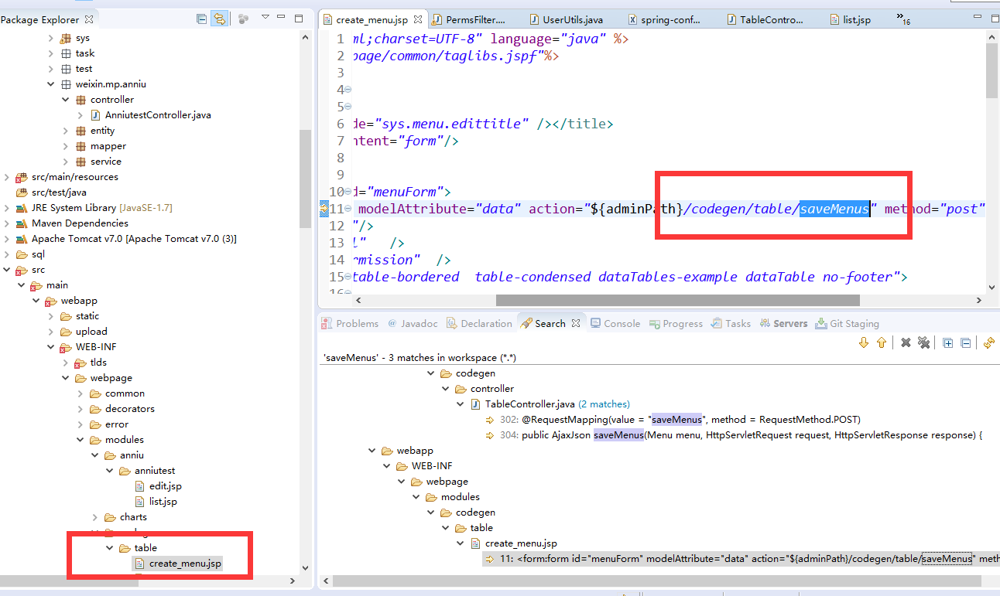 Package Explorer
sys
task
test
weixin.mp.anniu
controller
AnniutestController.java
entity
mapper
service
src/main/resources
src/test/java
JRE System Library [JavaSE-1.7]
Maven Dependencies
Apache Tomcat v7.0 [Apache Tomcat v7.0 (3)]
sql
src
main
webapp
static
upload
WEB-INF
tlds
webpage
common
decorators
error
modules
anniu
anniutest
edit.jsp
list.jsp
charts
table
create_menu.jsp
create_menu.jsp
PermsFilter....
UserUtils.java
spring-conf...
TableContro...
list.jsp
»16
1 ml;charset=UTF-8" language="java" %>
2 page/common/taglibs.jspf"%>
3
4
5
6 de="sys.menu.edittitle" /></title>
7 ntent="form"/>
8
9
10 d="menuForm">
11 modelAttribute="data" action="${adminPath}/codegen/table/saveMenus" method="post"
12 "/>
13 l" />
14 rmission" />
15 table-bordered table-condensed dataTables-example dataTable no-footer">
16
Problems @ Javadoc Declaration Search Console Progress Tasks Servers Git Staging
'saveMenus' - 3 matches in workspace (*.*)
codegen
controller
TableController.java (2 matches)
302: @RequestMapping(value = "saveMenus", method = RequestMethod.POST)
304: public AjaxJson saveMenus(Menu menu, HttpServletRequest request, HttpServletResponse response) {
webapp
WEB-INF
webpage
modules
codegen
table
create_menu.jsp
11: <form:form id="menuForm" modelAttribute="data" action="${adminPath}/codegen/table/saveMenus" meth